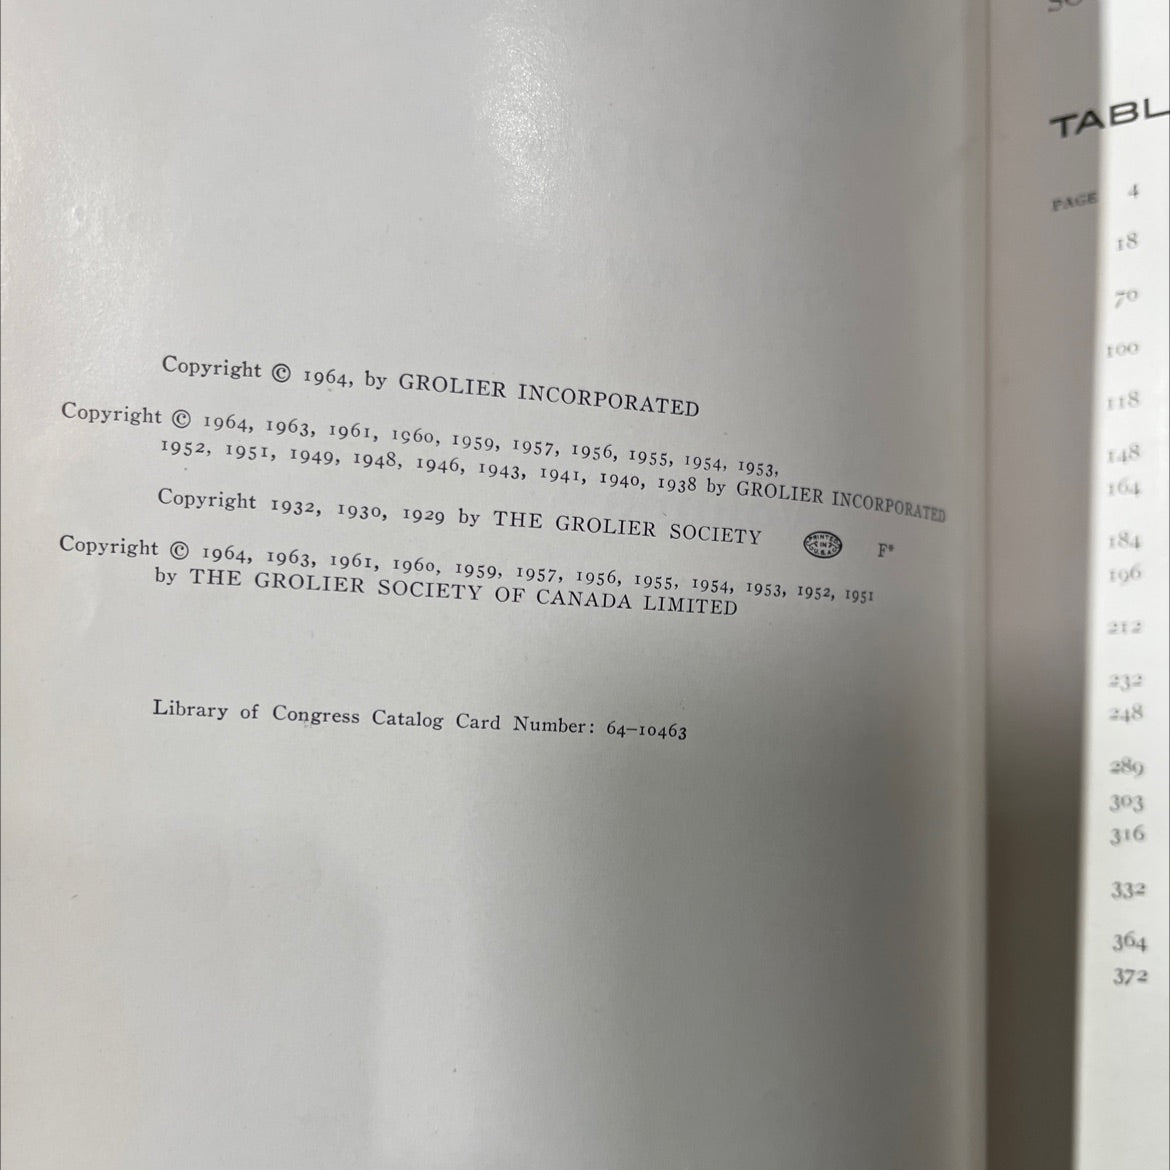 Copyright © 1964, by GROLIER INCORPORATED
Copyright © 1964, 1963, 1961, 1960, 1959, 1957, 1956, 1955, 1954, 1953,
1952, 1951, 1949, 1948, 1946, 1943, 1941, 1940, 1938 by GROLIER INCORPORATED
Copyright 1932, 1930, 1929 by THE GROLIER SOCIETY
PRINTED IN U.S.A. F*
Copyright © 1964, 1963, 1961, 1960, 1959, 1957, 1956, 1955, 1954, 1953, 1952, 1951
by THE GROLIER SOCIETY OF CANADA LIMITED
Library of Congress Catalog Card Number: 64-10463
TABL
PAGE 4
18
70
100
118
148
164
184
196
212
232
248
289
303
316
332
364
372